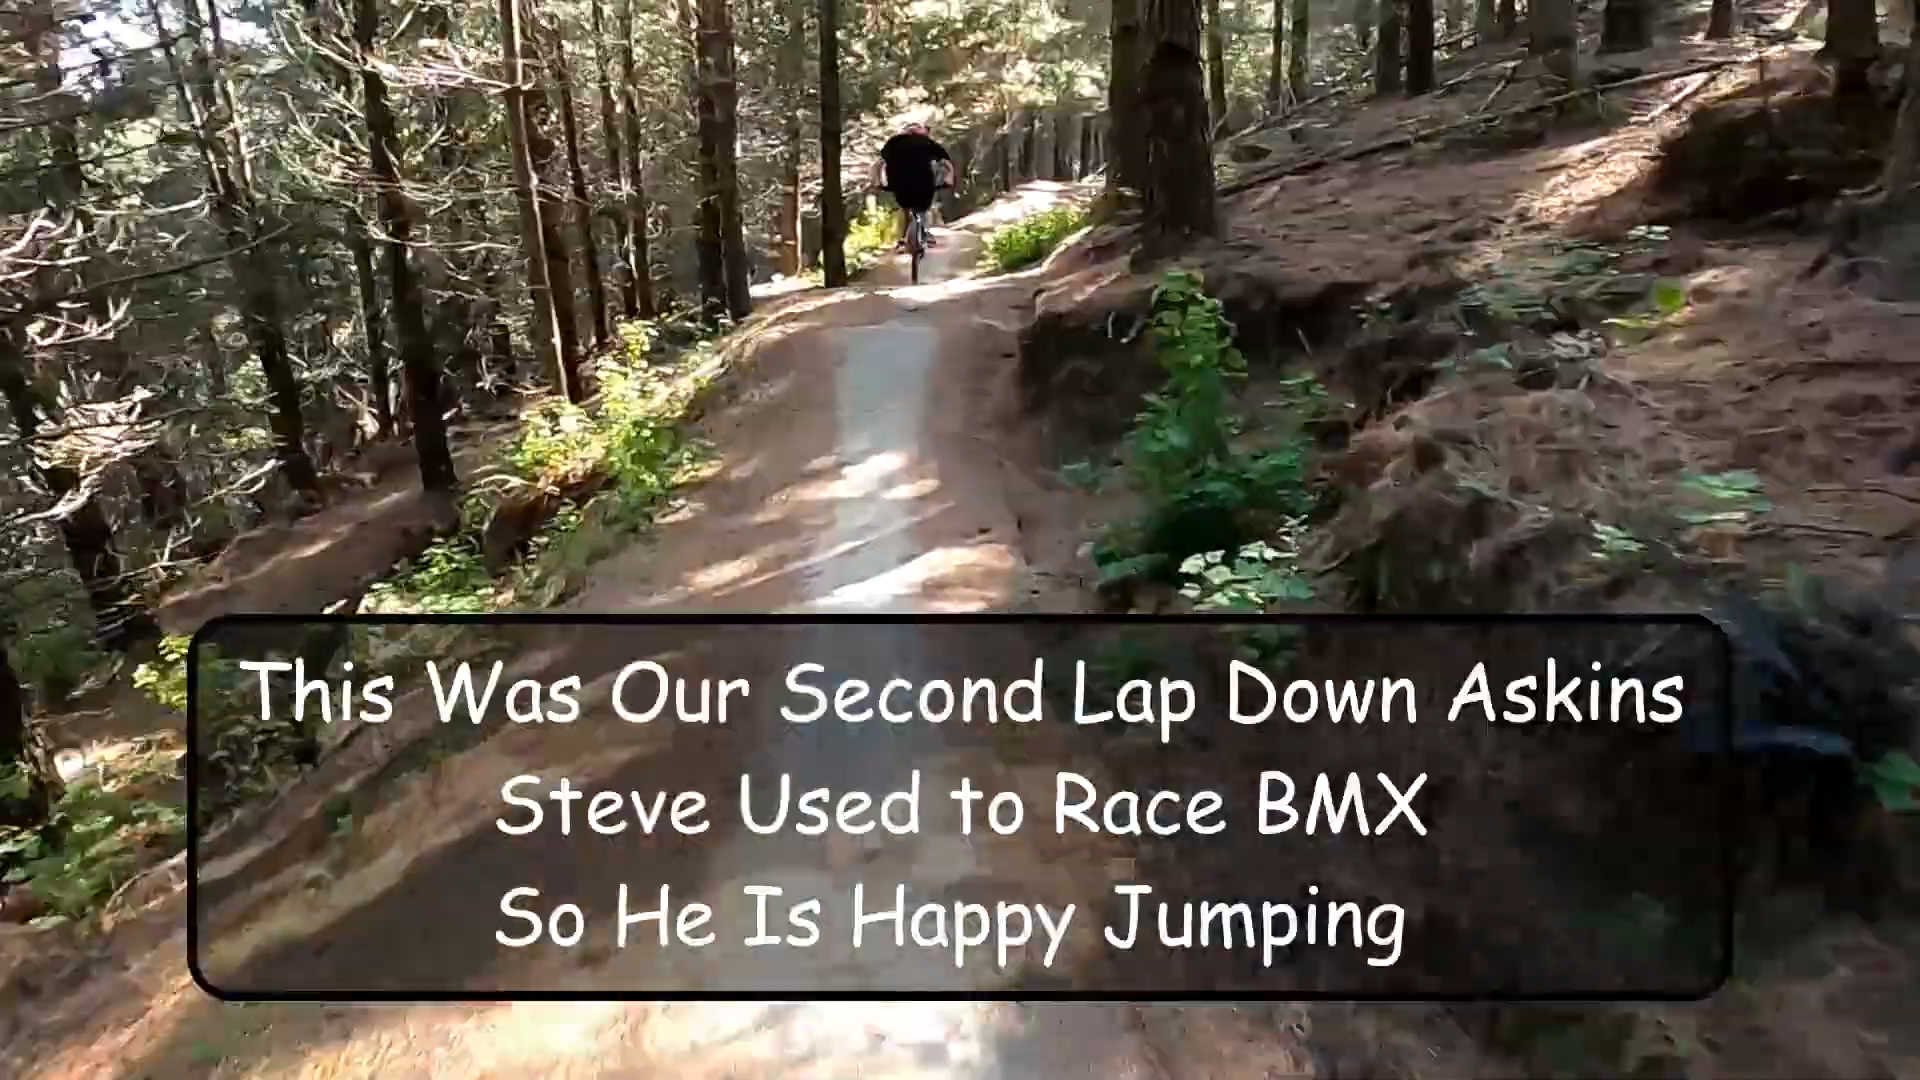 This Was Our Second Lap Down Askins
Steve Used to Race BMX
So He Is Happy Jumping